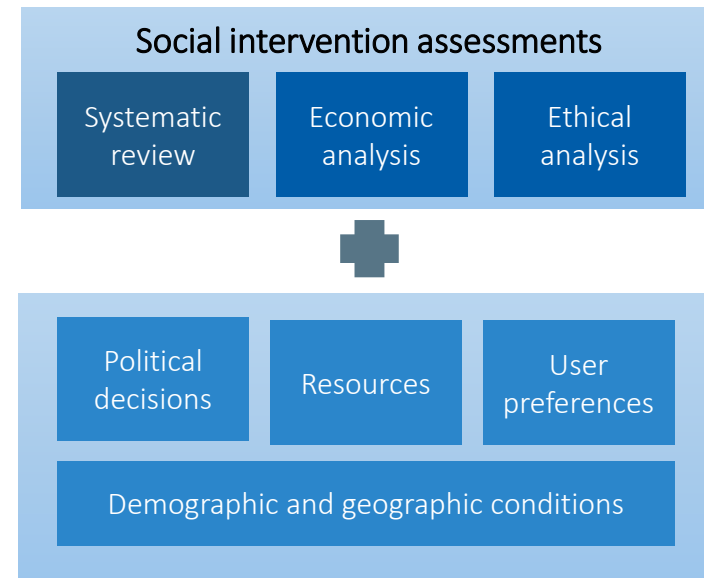 Social intervention assessments
Systematic
review
Economic
analysis
Ethical
analysis
Political
decisions
Resources
User
preferences
Demographic and geographic conditions